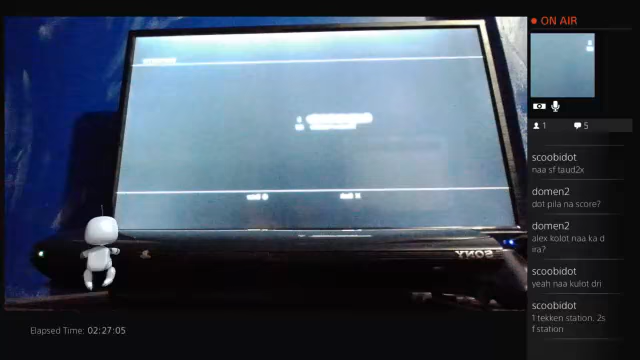 ON AIR
1 5
scoobidot
naa sf taud2x
domen2
dot pila na score?
domen2
alex kolot naa ka d
ira?
scoobidot
yeah naa kulot dri
scoobidot
1 tekken station. 2s
f station
SONY
Elapsed Time: 02:27:05